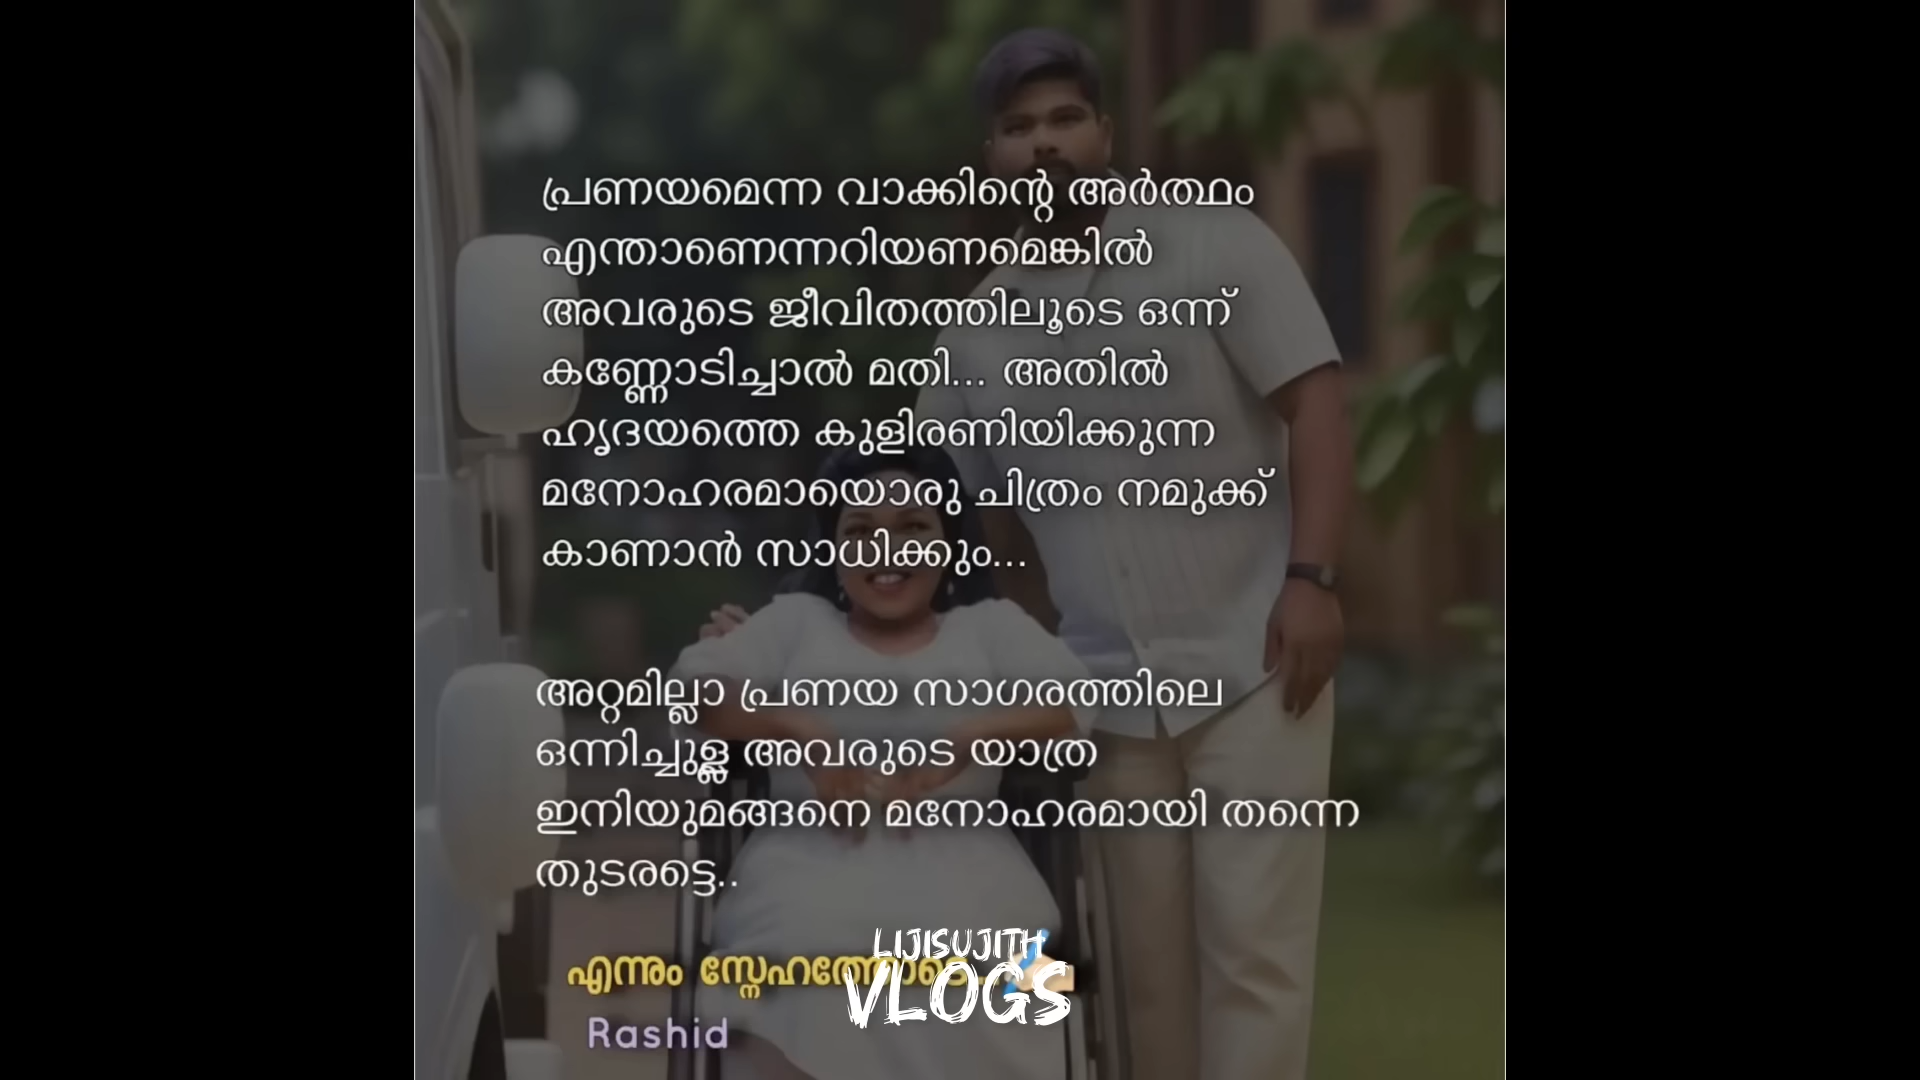 പ്രണയമെന്ന വാക്കിന്റെ അർത്ഥം
എന്താണെന്നറിയണമെങ്കിൽ
അവരുടെ ജീവിതത്തിലൂടെ ഒന്ന്
കണ്ണോടിച്ചാൽ മതി... അതിൽ
ഹൃദയത്തെ കുളിരണിയിക്കുന്ന
മനോഹരമായൊരു ചിത്രം നമുക്ക്
കാണാൻ സാധിക്കും...
അറ്റമില്ലാ പ്രണയ സാഗരത്തിലെ
ഒന്നിച്ചുള്ള അവരുടെ യാത്ര
ഇനിയുമങ്ങനെ മനോഹരമായി തന്നെ
തുടരട്ടെ..
എന്നും
Rashid
LIJISUJITH
VLOGS